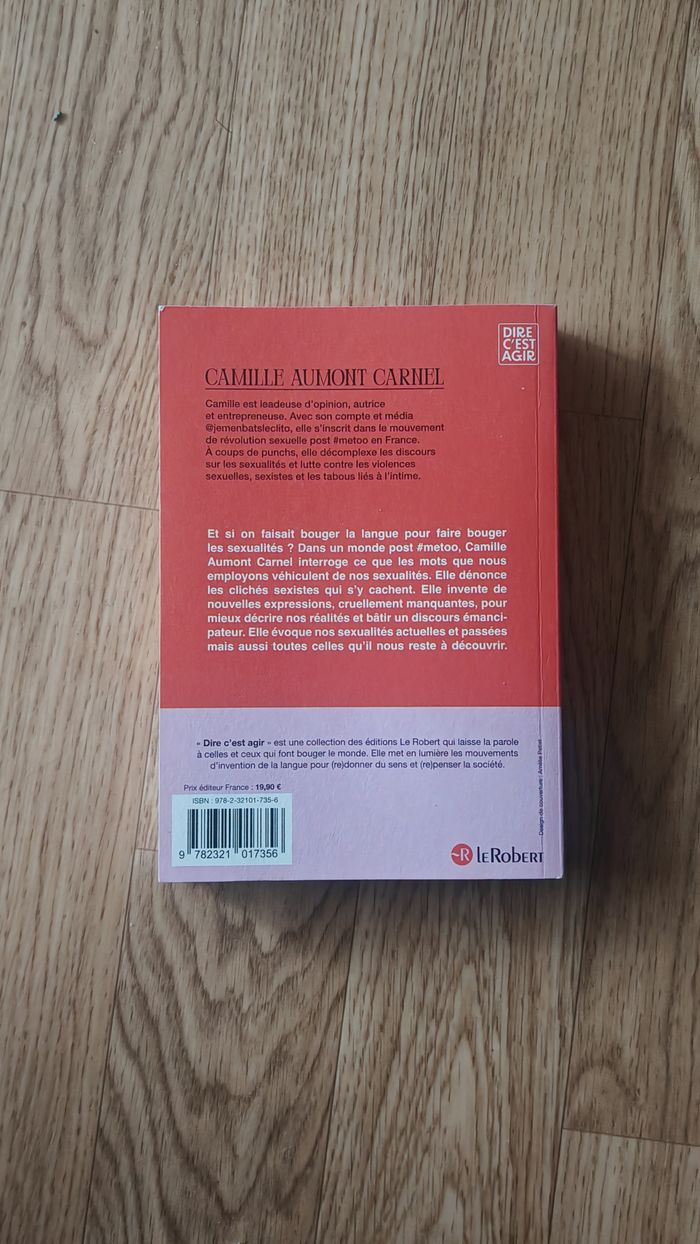 DIRE
C'EST
AGIR
CAMILLE AUMONT CARNEL
Camille est leadeuse d'opinion, autrice
et entrepreneuse. Avec son compte et média
@jemenbatsleclito, elle s'inscrit dans le mouvement
de révolution sexuelle post #metoo en France.
À coups de punchs, elle décomplexe les discours
sur les sexualités et lutte contre les violences
sexuelles, sexistes et les tabous liés à l'intime.
Et si on faisait bouger la langue pour faire bouger
les sexualités ? Dans un monde post #metoo, Camille
Aumont Carnel interroge ce que les mots que nous
employons véhiculent de nos sexualités. Elle dénonce
les clichés sexistes qui s'y cachent. Elle invente de
nouvelles expressions, cruellement manquantes, pour
mieux décrire nos réalités et bâtir un discours émanci-
pateur. Elle évoque nos sexualités actuelles et passées
mais aussi toutes celles qu'il nous reste à découvrir.
« Dire c'est agir » est une collection des éditions Le Robert qui laisse la parole
à celles et ceux qui font bouger le monde. Elle met en lumière les mouvements
d'invention de la langue pour (re)donner du sens et (re)penser la société.
Prix éditeur France : 19,90 €
ISBN : 978-2-32101-735-6
9 782321 017356
~R LE ROBERT
Design de couverture : Amélie